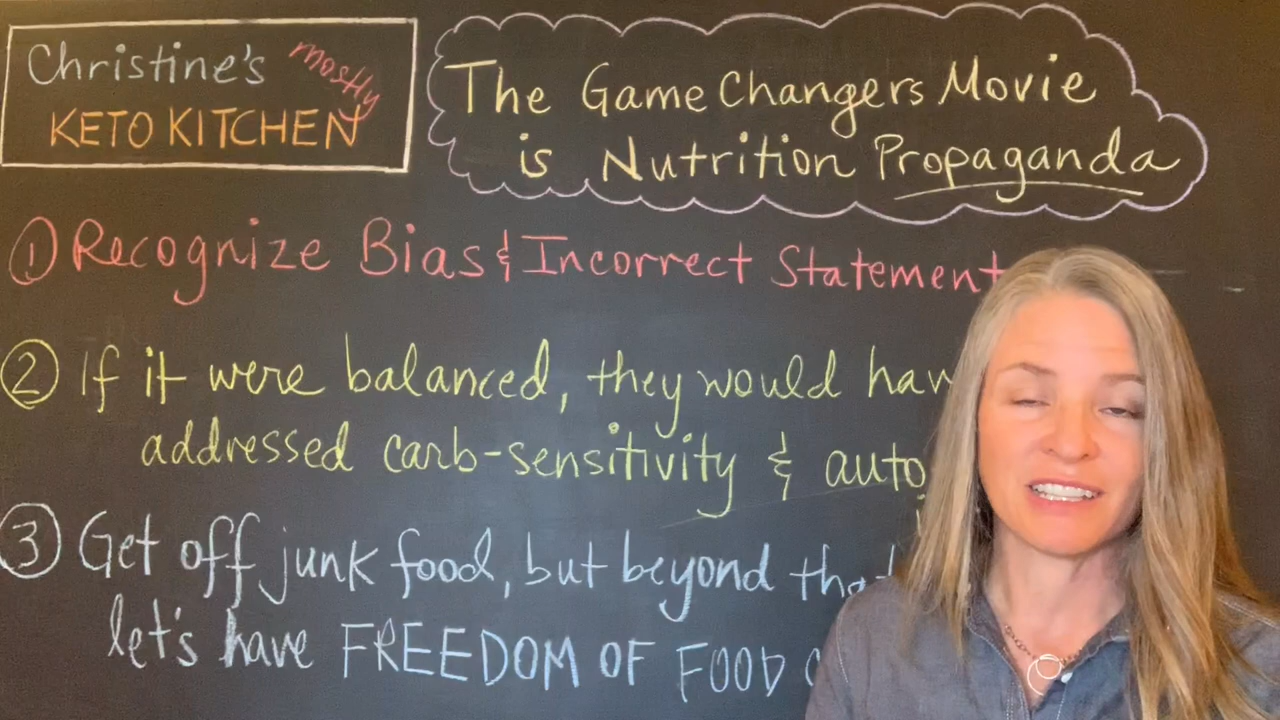 Christine's
mostly
KETO KITCHEN
The Game Changers Movie
is Nutrition Propaganda
① Recognize Bias & Incorrect Statement
② If it were balanced, they would hav
addressed carb-sensitivity & auto
③ Get off junk food, but beyond that
let's have FREEDOM OF FOOD